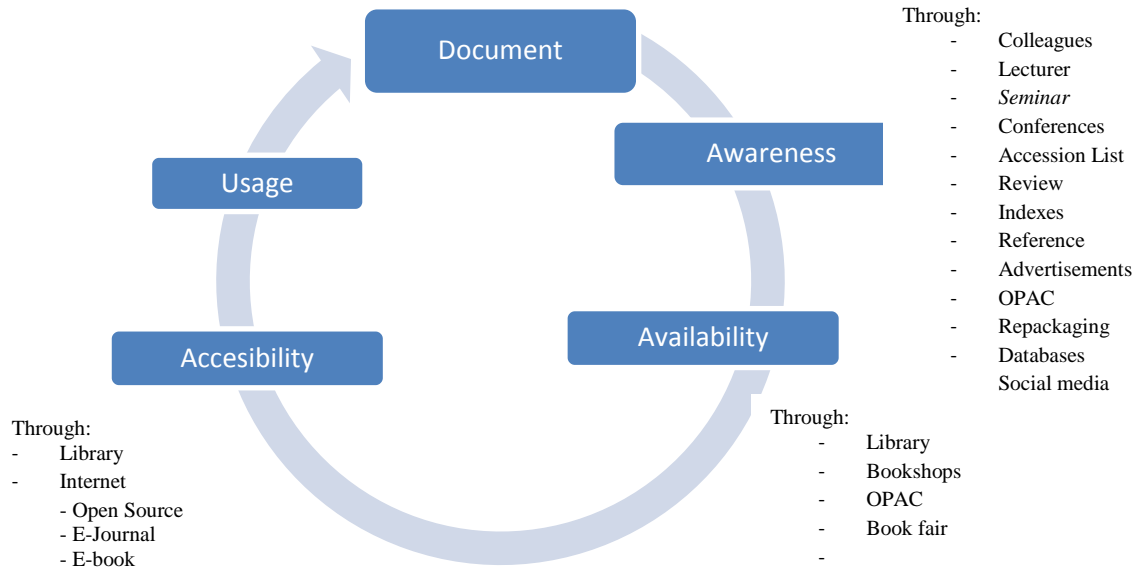 Document
Through:
- Colleagues
- Lecturer
- Seminar
- Conferences
- Accession List
- Review
- Indexes
- Reference
- Advertisements
- OPAC
- Repackaging
- Databases
Social media
Awareness
Usage
Availability
Accesibility
Through:
- Library
- Internet
- Open Source
- E-Journal
- E-book
Through:
- Library
- Bookshops
- OPAC
- Book fair
-